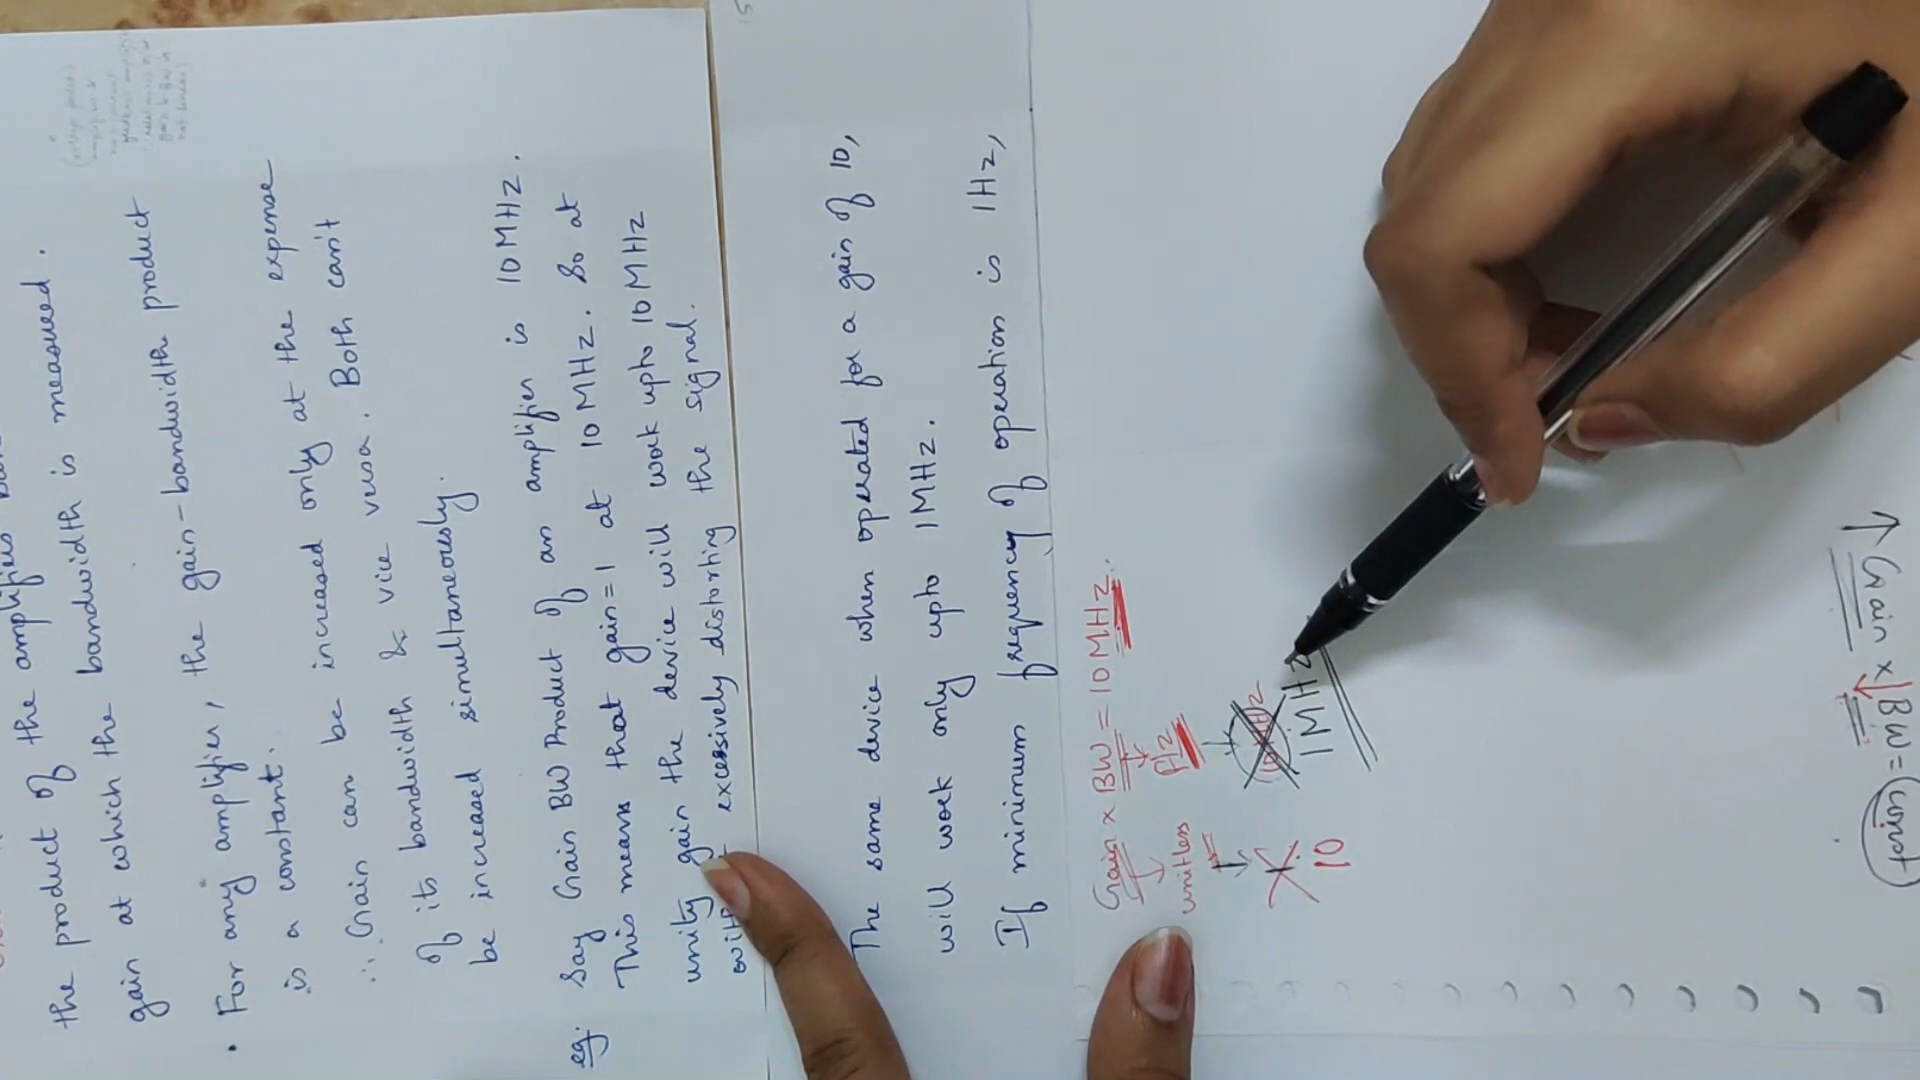 the product of the amplifier's
gain at which the bandwidth is measured.
• For any amplifier, the gain-bandwidth product
is a constant.
∴ Gain can be increased only at the expense
of its bandwidth & vice versa. Both can't
be increased simultaneously.
eg. Say Gain BW Product of an amplifier is 10 MHz.
This means that gain=1 at 10 MHz. So at
unity gain the device will work upto 10 MHz
excessively distorting the signal.
The same device when operated for a gain of 10,
will work only upto 1MHz.
If minimum frequency of operation is 1Hz,
Gain x BW = 10 MHz.
unitless Hz
10 1MHz
↑ Gain x BW = const